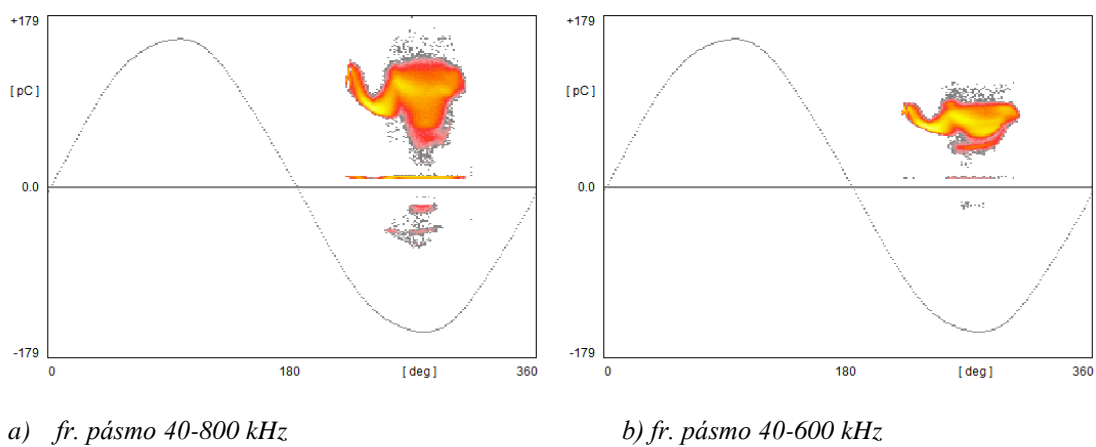 +179
[ pC ]
0.0
-179
0
180
[ deg ]
360
+179
[ pC ]
0.0
-179
0
180
[ deg ]
360
a) fr. pásmo 40-800 kHz
b) fr. pásmo 40-600 kHz